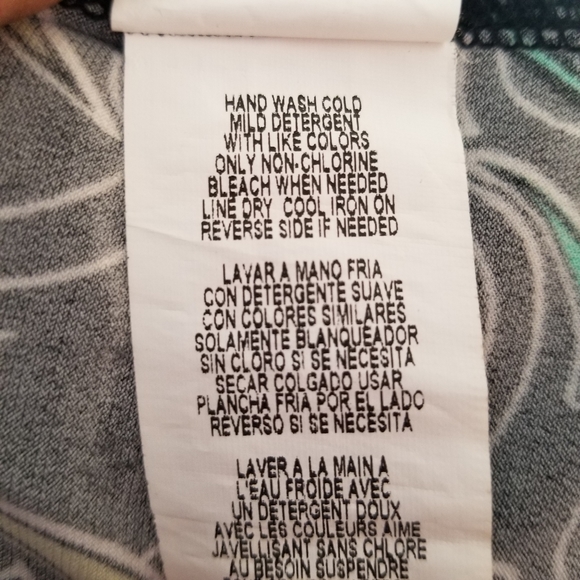 HAND WASH COLD
MILD DETERGENT
WITH LIKE COLORS
ONLY NON-CHLORINE
BLEACH WHEN NEEDED
LINE DRY COOL IRON ON
REVERSE SIDE IF NEEDED
LAVAR A MANO FRIA
CON DETERGENTE SUAVE
CON COLORES SIMILARES
SOLAMENTE BLANQUEADOR
SIN CLORO SI SE NECESITA
SECAR COLGADO USAR
PLANCHA FRIA POR EL LADO
REVERSO SI SE NECESITA
LAVER A LA MAIN A
L'EAU FROIDE AVEC
UN DETERGENT DOUX
AVEC LES COULEURS AIME
JAVELLISANT SANS CHLORE
AU BESOIN SUSPENDRE